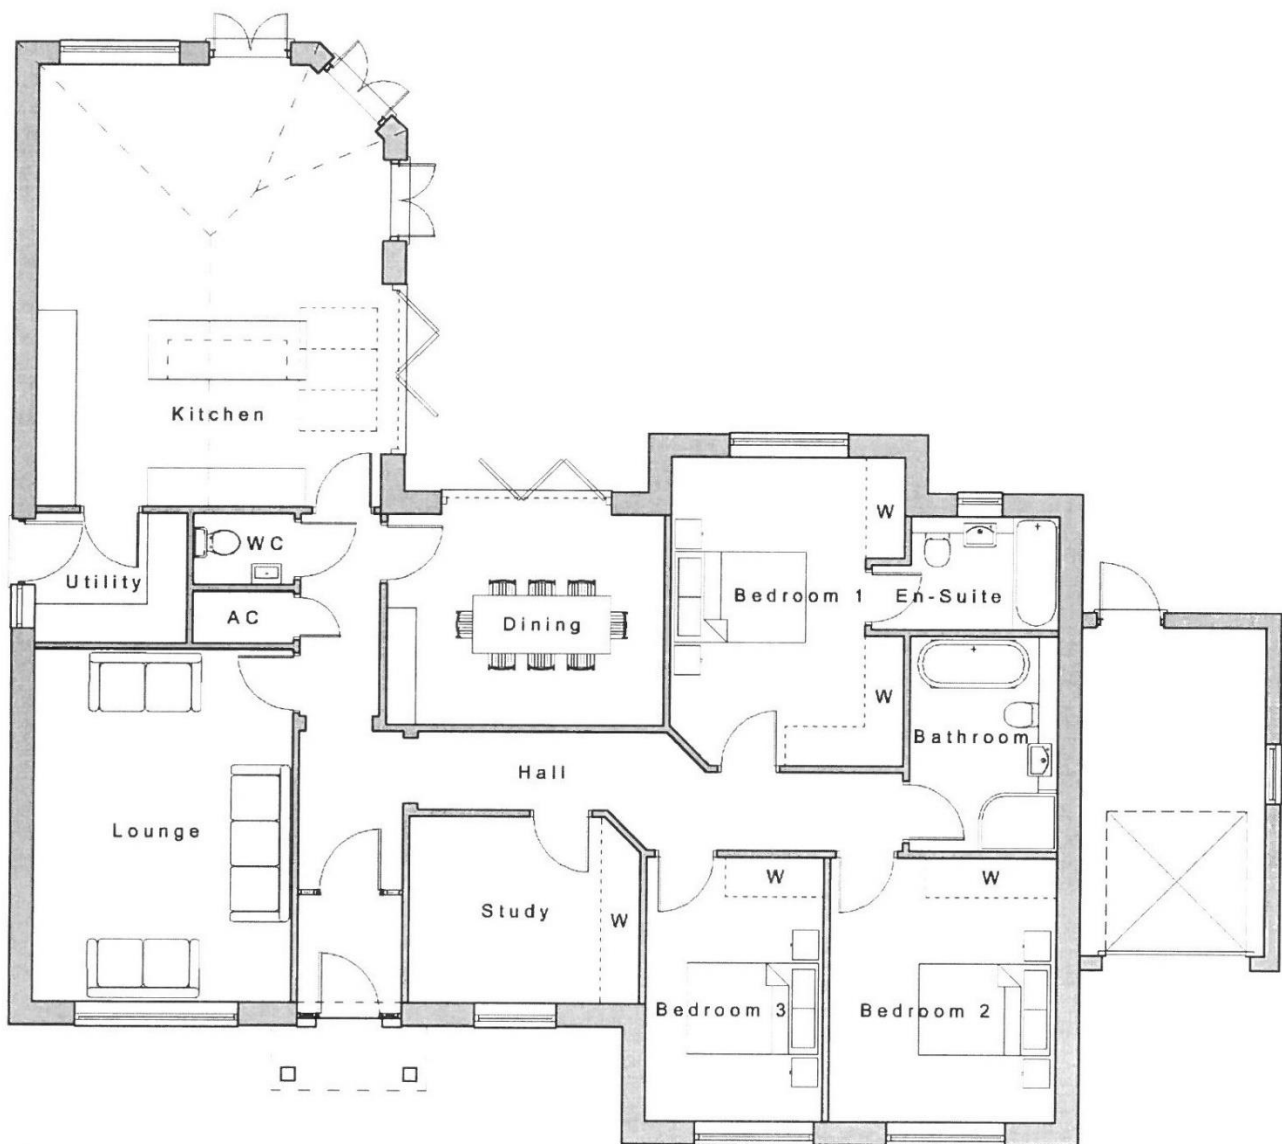 Kitchen
WC
Utility
AC
Dining
Bedroom 1
W
En-Suite
W
Bathroom
Hall
Lounge
Study
W
W
W
Bedroom 3
Bedroom 2